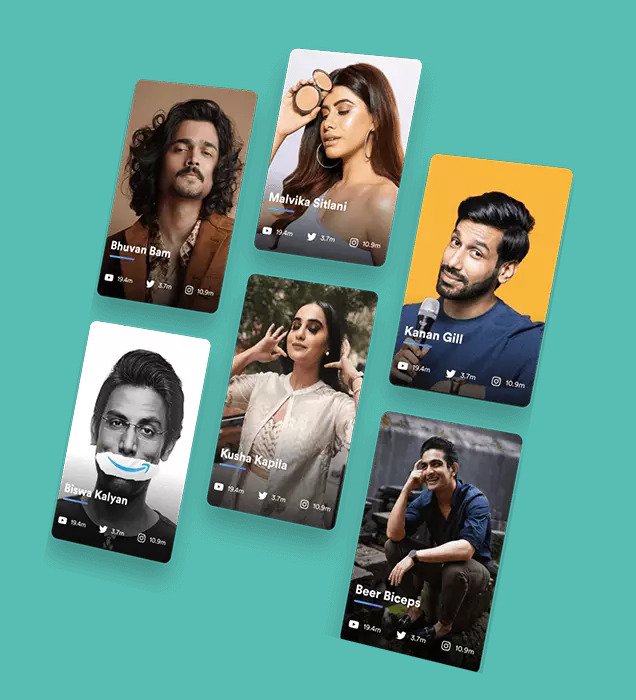 Bhuvan Bam
19.4m 3.7m 10.9m
Malvika Sitlani
19.4m 3.7m 10.9m
Kanan Gill
19.4m 3.7m 10.9m
Biswa Kalyan
19.4m 3.7m 10.9m
Kusha Kapila
19.4m 3.7m 10.9m
Beer Biceps
19.4m 3.7m 10.9m